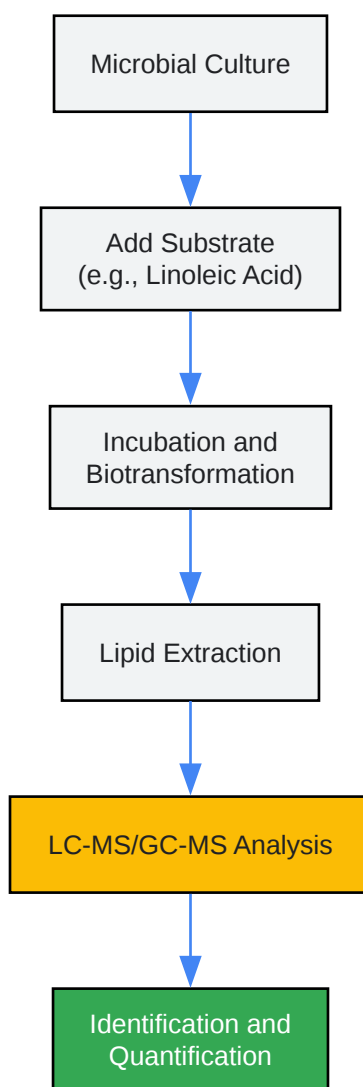 Microbial Culture
Add Substrate
(e.g., Linoleic Acid)
Incubation and
Biotransformation
Lipid Extraction
LC-MS/GC-MS Analysis
Identification and
Quantification